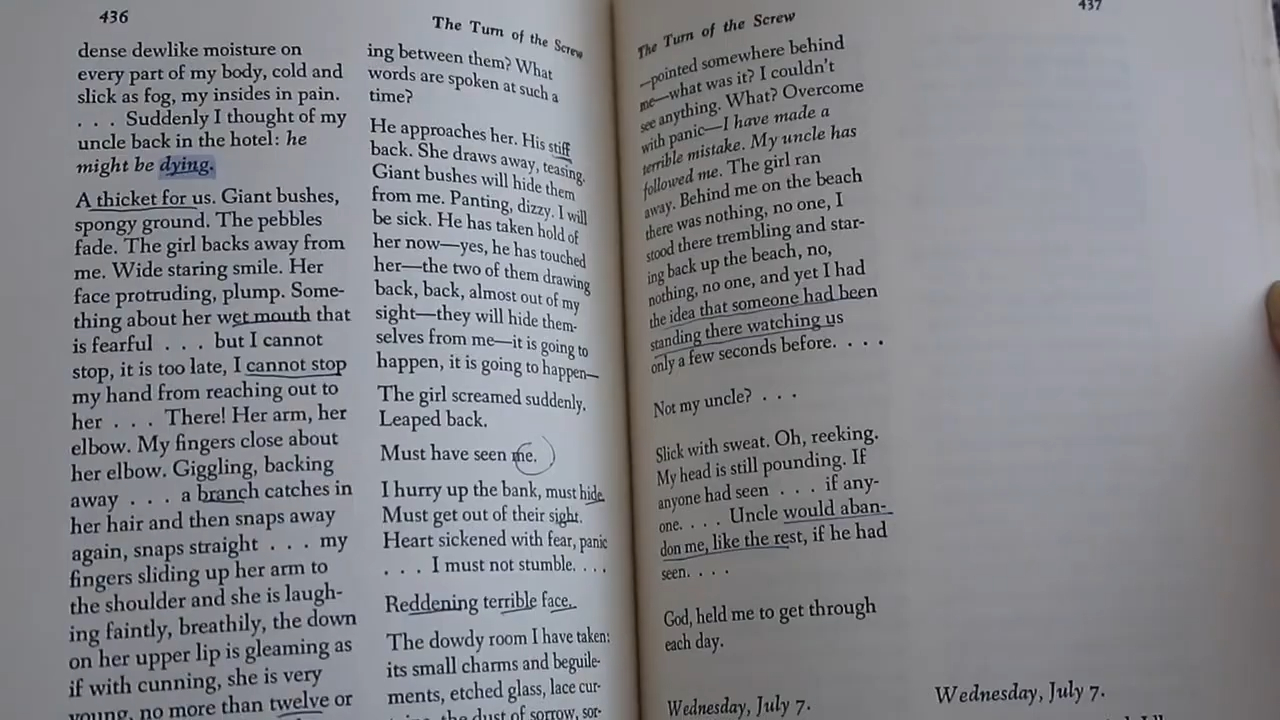 436
The Turn of the Screw
dense dewlike moisture on
every part of my body, cold and
slick as fog, my insides in pain.
. . . Suddenly I thought of my
uncle back in the hotel: he
might be dying.
A thicket for us. Giant bushes,
spongy ground. The pebbles
fade. The girl backs away from
me. Wide staring smile. Her
face protruding, plump. Some-
thing about her wet mouth that
is fearful . . . but I cannot
stop, it is too late, I cannot stop
my hand from reaching out to
her . . . There! Her arm, her
elbow. My fingers close about
her elbow. Giggling, backing
away . . . a branch catches in
her hair and then snaps away
again, snaps straight . . . my
fingers sliding up her arm to
the shoulder and she is laugh-
ing faintly, breathily, the down
on her upper lip is gleaming as
if with cunning, she is very
young, no more than twelve or
ing between them? What
words are spoken at such a
time?
He approaches her. His stiff
back. She draws away, teasing.
Giant bushes will hide them
from me. Panting, dizzy. I will
be sick. He has taken hold of
her now—yes, he has touched
her—the two of them drawing
back, back, almost out of my
sight—they will hide them-
selves from me—it is going to
happen, it is going to happen—
The girl screamed suddenly.
Leaped back.
Must have seen me.
I hurry up the bank, must hide.
Must get out of their sight.
Heart sickened with fear, panic
. . . I must not stumble. . . .
Reddening terrible face.
The dowdy room I have taken:
its small charms and beguile-
ments, etched glass, lace cur-
the dust of sorrow, sor-
437
The Turn of the Screw
—pointed somewhere behind
me—what was it? I couldn't
see anything. What? Overcome
with panic—I have made a
terrible mistake. My uncle has
followed me. The girl ran
away. Behind me on the beach
there was nothing, no one, I
stood there trembling and star-
ing back up the beach, no,
nothing, no one, and yet I had
the idea that someone had been
standing there watching us
only a few seconds before. . . .
Not my uncle? . . .
Slick with sweat. Oh, reeking.
My head is still pounding. If
anyone had seen . . . if any-
one. . . . Uncle would aban-
don me, like the rest, if he had
seen. . . .
God, held me to get through
each day.
Wednesday, July 7.
Wednesday, July 7.